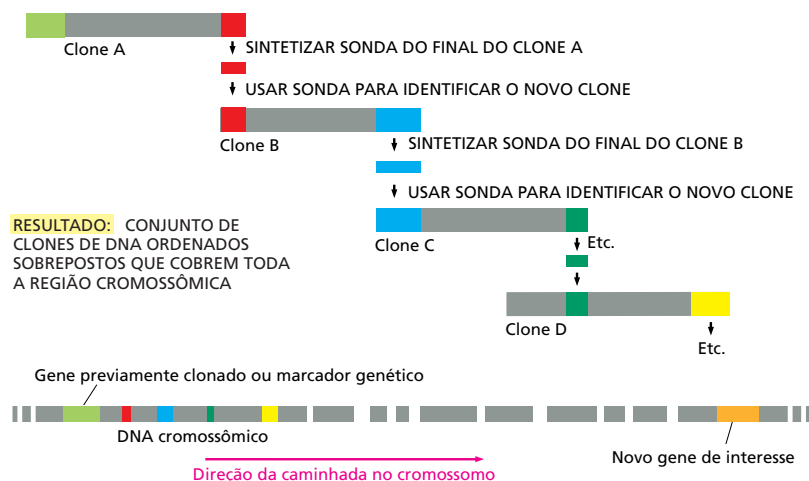 Clone A
SINTETIZAR SONDA DO FINAL DO CLONE A
USAR SONDA PARA IDENTIFICAR O NOVO CLONE
Clone B
SINTETIZAR SONDA DO FINAL DO CLONE B
USAR SONDA PARA IDENTIFICAR O NOVO CLONE
RESULTADO: CONJUNTO DE
CLONES DE DNA ORDENADOS
SOBREPOSTOS QUE COBREM TODA
A REGIÃO CROMOSSÔMICA
Clone C
Etc.
Clone D
Etc.
Gene previamente clonado ou marcador genético
DNA cromossômico
Direção da caminhada no cromossomo
Novo gene de interesse